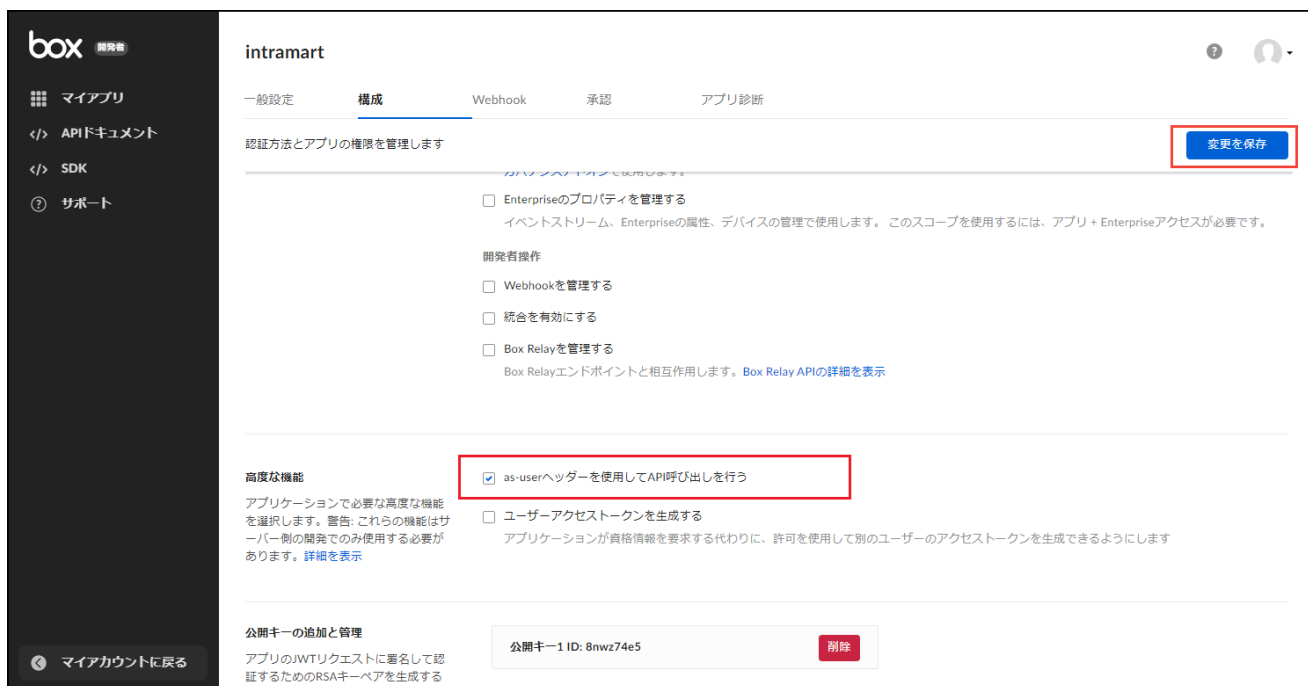 box 開発者
intramart
マイアプリ
APIドキュメント
SDK
サポート
一般設定 構成 Webhook 承認 アプリ診断
認証方法とアプリの権限を管理します
変更を保存
ガバナンスアドオンで使用します。
Enterpriseのプロパティを管理する
イベントストリーム、Enterpriseの属性、デバイスの管理で使用します。 このスコープを使用するには、アプリ + Enterpriseアクセスが必要です。
開発者操作
Webhookを管理する
統合を有効にする
Box Relayを管理する
Box Relayエンドポイントと相互作用します。Box Relay APIの詳細を表示
高度な機能
アプリケーションで必要な高度な機能
を選択します。警告: これらの機能はサ
ーバー側の開発でのみ使用する必要が
あります。詳細を表示
as-userヘッダーを使用してAPI呼び出しを行う
ユーザーアクセストークンを生成する
アプリケーションが資格情報を要求する代わりに、許可を使用して別のユーザーのアクセストークンを生成できるようにします
公開キーの追加と管理
アプリのJWTリクエストに署名して認
証するためのRSAキーペアを生成する
公開キー1 ID: 8nwz74e5
削除
マイアカウントに戻る